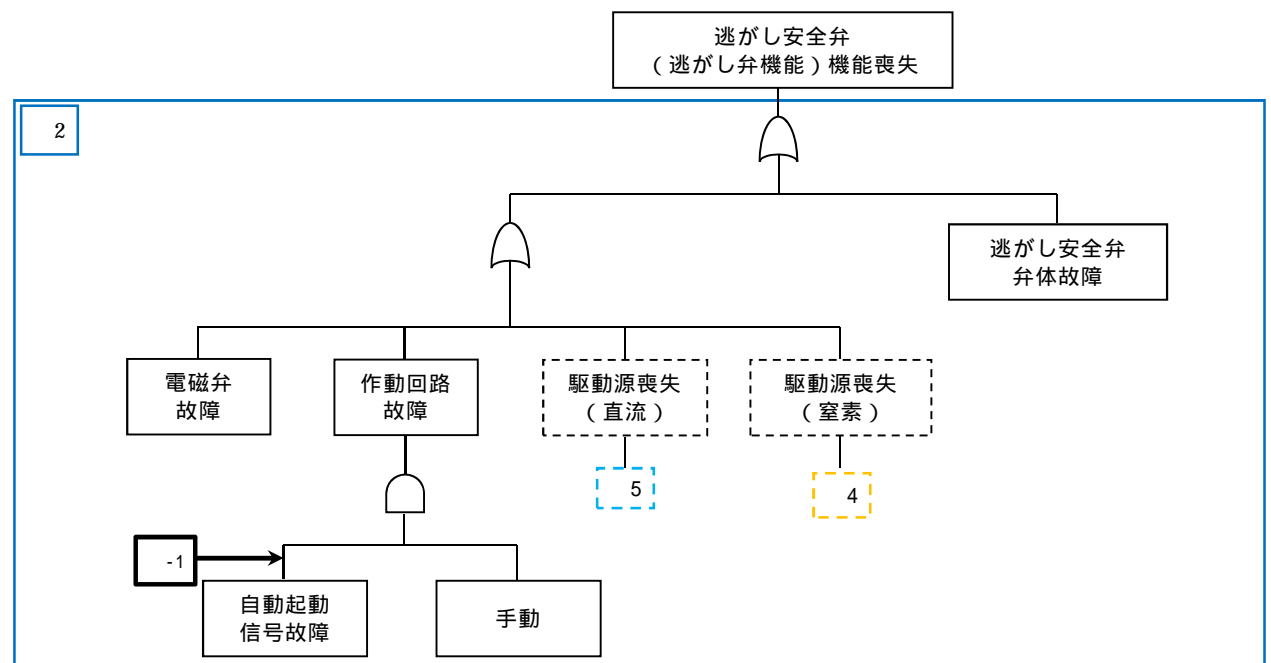 逃がし安全弁
（逃がし弁機能）機能喪失
2
逃がし安全弁
弁体故障
電磁弁
故障
作動回路
故障
駆動源喪失
（直流）
駆動源喪失
（窒素）
5
4
-1
自動起動
信号故障
手動